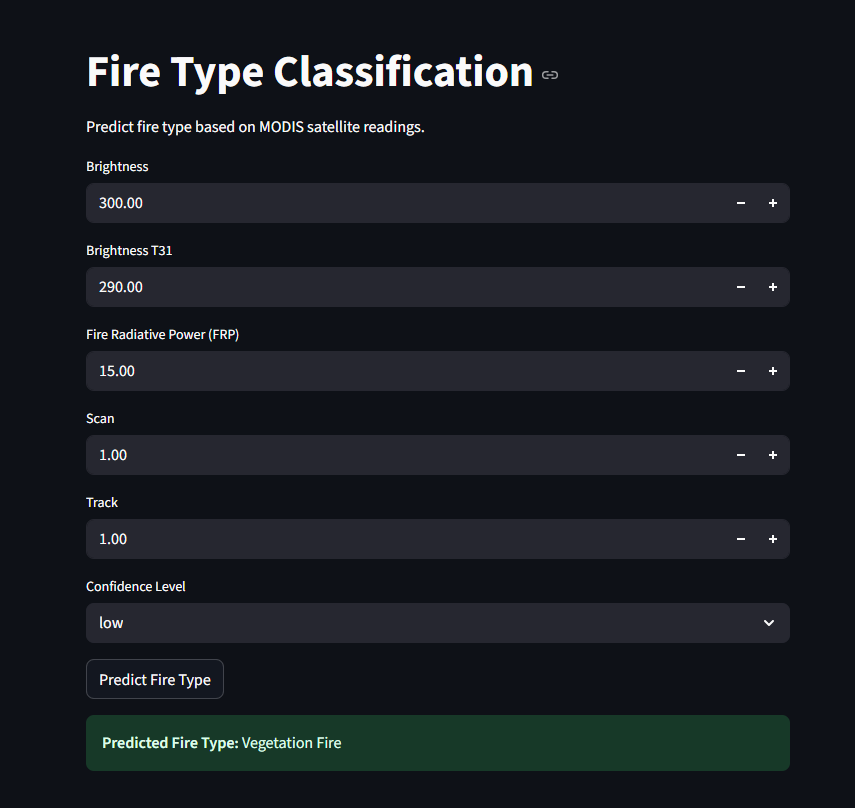 Fire Type Classification
Predict fire type based on MODIS satellite readings.
Brightness
300.00
Brightness T31
290.00
Fire Radiative Power (FRP)
15.00
Scan
1.00
Track
1.00
Confidence Level
low
Predict Fire Type
Predicted Fire Type: Vegetation Fire